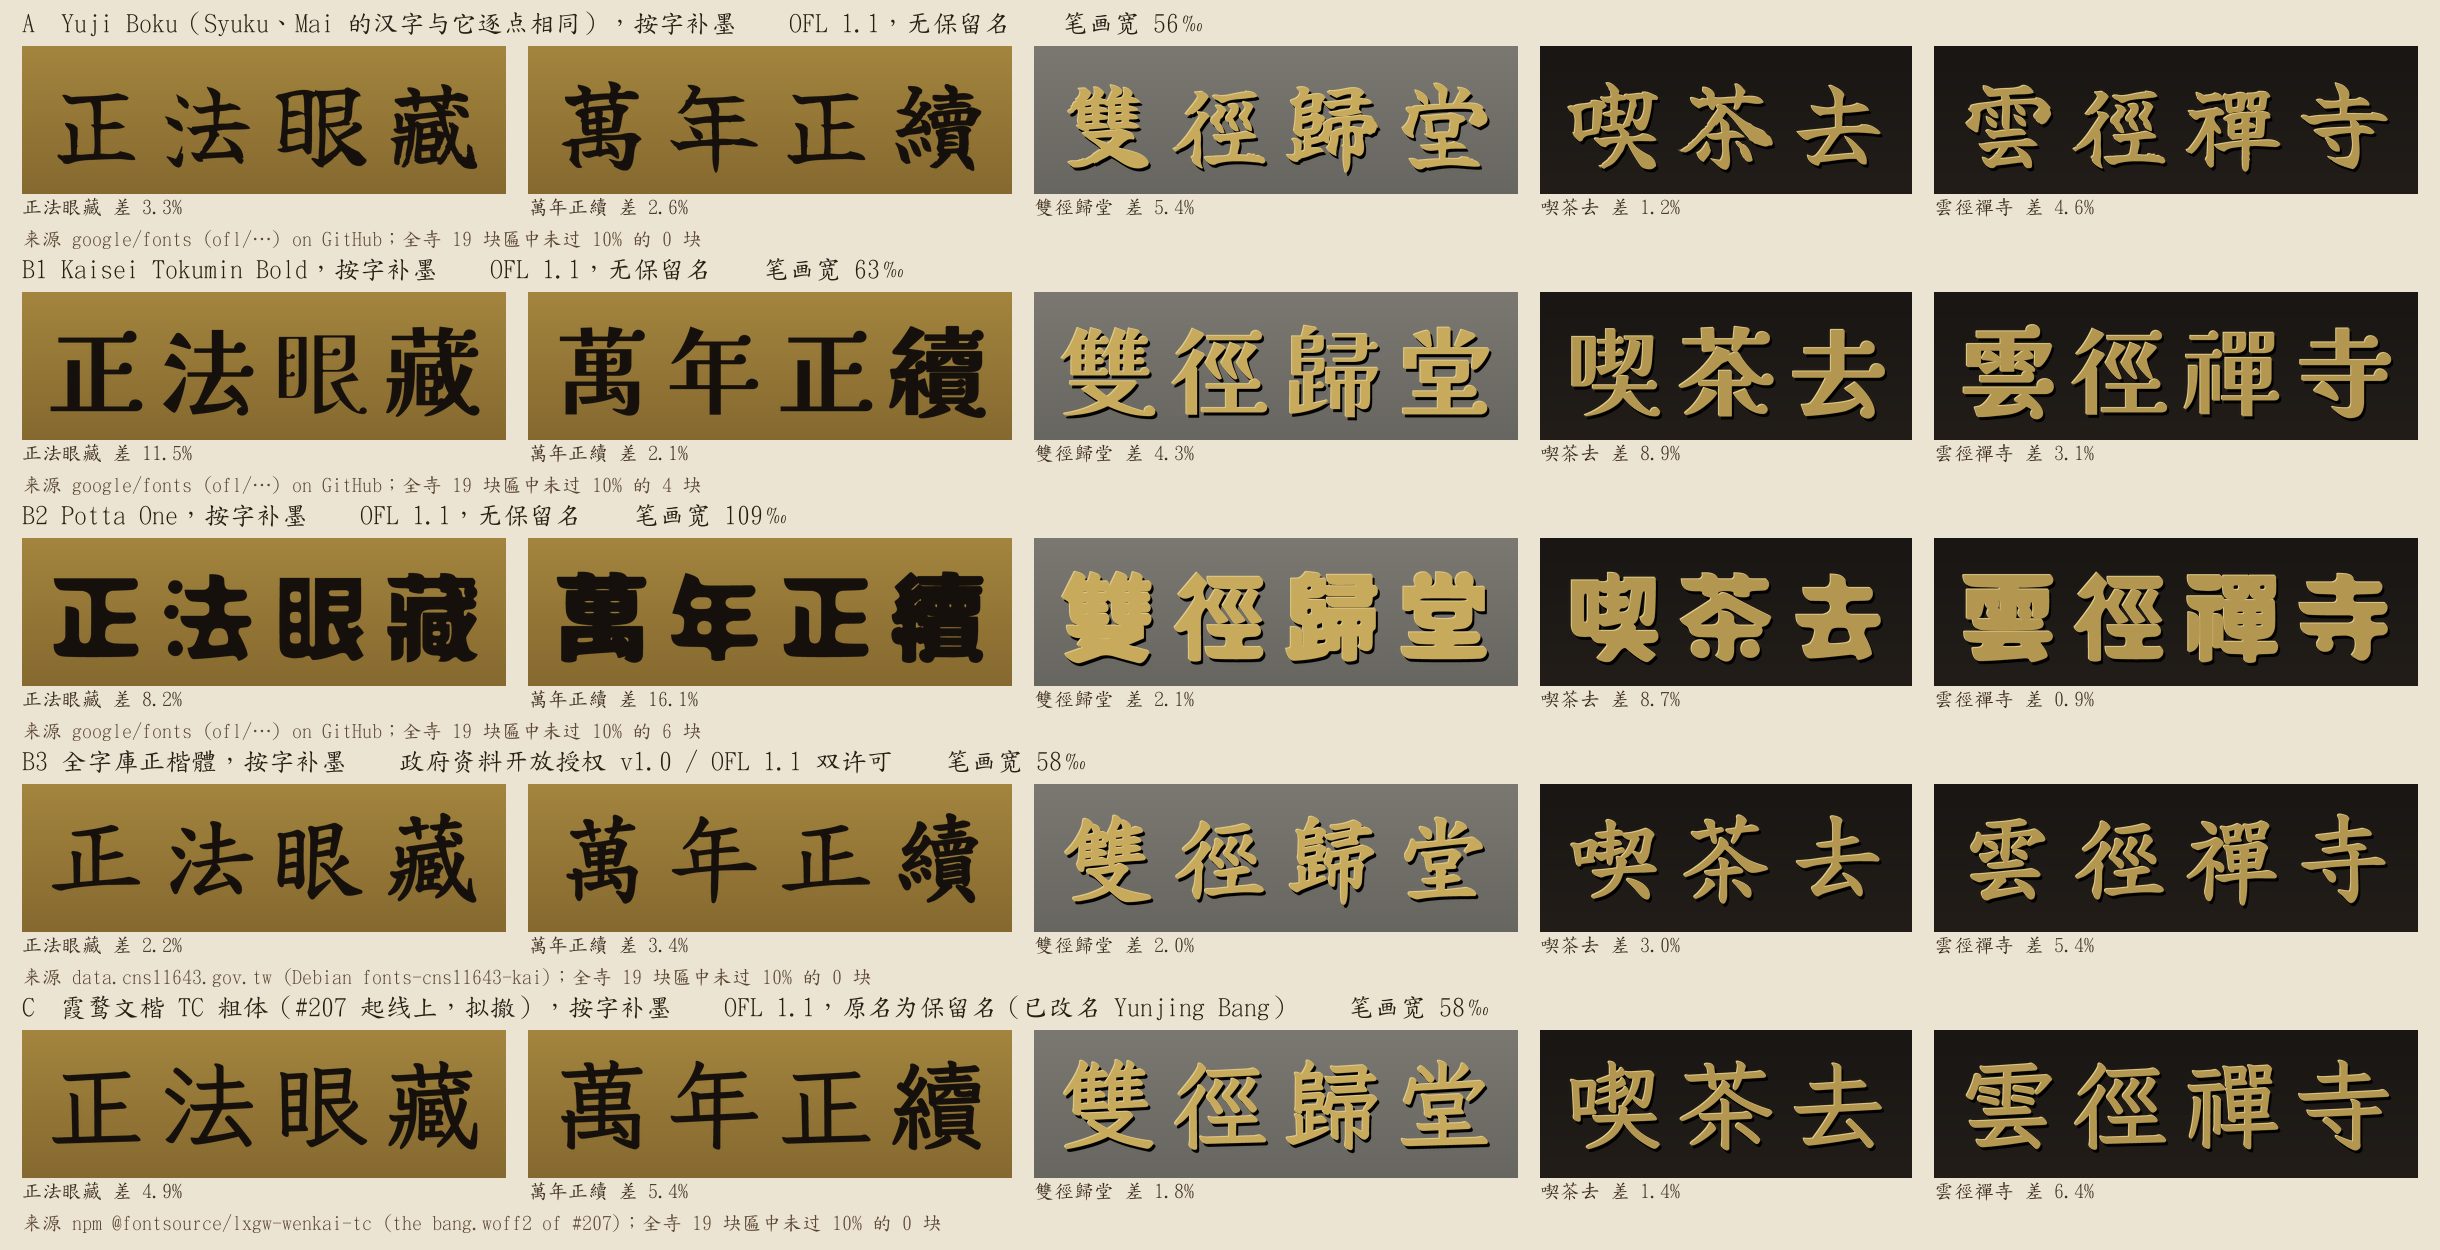 A Yuji Boku（Syuku、Mai 的汉字与它逐点相同），按字补墨 OFL 1.1，无保留名 笔画宽 56‰
正法眼藏 萬年正續 雙徑歸堂 喫茶去 雲徑禪寺
正法眼藏 差 3.3% 萬年正續 差 2.6% 雙徑歸堂 差 5.4% 喫茶去 差 1.2% 雲徑禪寺 差 4.6%
来源 google/fonts (ofl/…) on GitHub；全寺 19 块匾中未过 10% 的 0 块
B1 Kaisei Tokumin Bold，按字补墨 OFL 1.1，无保留名 笔画宽 63‰
正法眼藏 萬年正續 雙徑歸堂 喫茶去 雲徑禪寺
正法眼藏 差 11.5% 萬年正續 差 2.1% 雙徑歸堂 差 4.3% 喫茶去 差 8.9% 雲徑禪寺 差 3.1%
来源 google/fonts (ofl/…) on GitHub；全寺 19 块匾中未过 10% 的 4 块
B2 Potta One，按字补墨 OFL 1.1，无保留名 笔画宽 109‰
正法眼藏 萬年正續 雙徑歸堂 喫茶去 雲徑禪寺
正法眼藏 差 8.2% 萬年正續 差 16.1% 雙徑歸堂 差 2.1% 喫茶去 差 8.7% 雲徑禪寺 差 0.9%
来源 google/fonts (ofl/…) on GitHub；全寺 19 块匾中未过 10% 的 6 块
B3 全字庫正楷體，按字补墨 政府资料开放授权 v1.0 / OFL 1.1 双许可 笔画宽 58‰
正法眼藏 萬年正續 雙徑歸堂 喫茶去 雲徑禪寺
正法眼藏 差 2.2% 萬年正續 差 3.4% 雙徑歸堂 差 2.0% 喫茶去 差 3.0% 雲徑禪寺 差 5.4%
来源 data.cns11643.gov.tw (Debian fonts-cns11643-kai)；全寺 19 块匾中未过 10% 的 0 块
C 霞鹜文楷 TC 粗体（#207 起线上，拟撤），按字补墨 OFL 1.1，原名为保留名（已改名 Yunjing Bang） 笔画宽 58‰
正法眼藏 萬年正續 雙徑歸堂 喫茶去 雲徑禪寺
正法眼藏 差 4.9% 萬年正續 差 5.4% 雙徑歸堂 差 1.8% 喫茶去 差 1.4% 雲徑禪寺 差 6.4%
来源 npm @fontsource/lxgw-wenkai-tc (the bang.woff2 of #207)；全寺 19 块匾中未过 10% 的 0 块